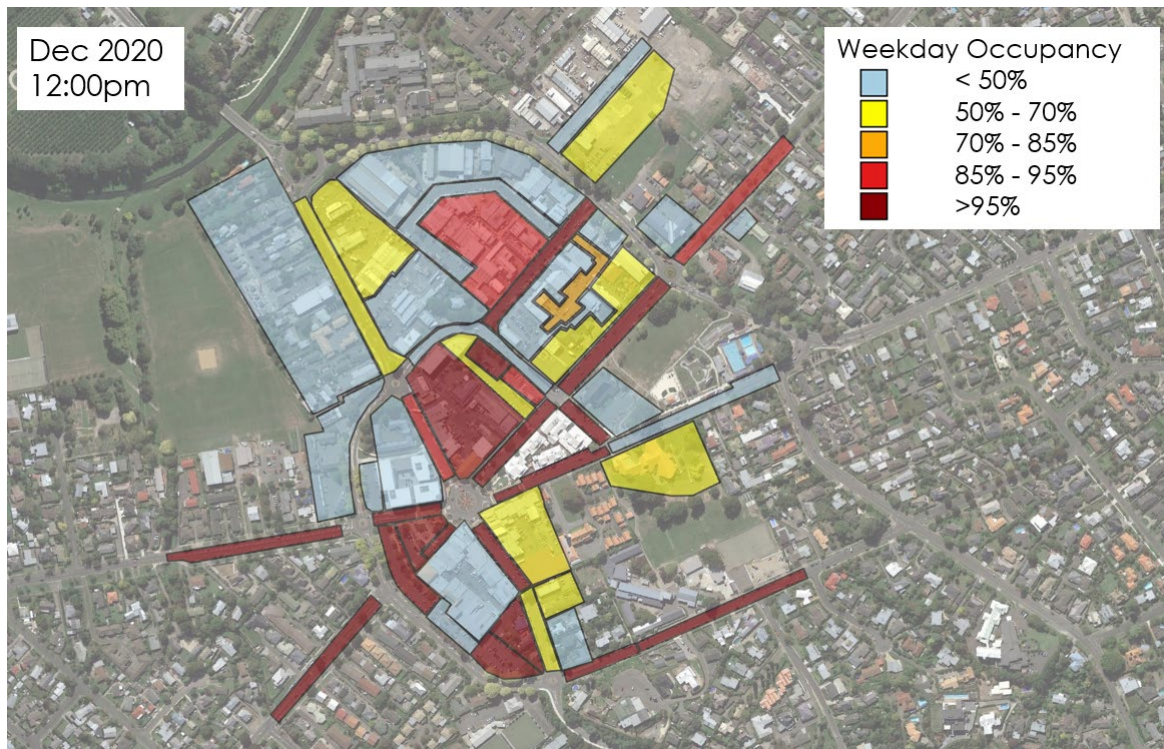 Dec 2020
12:00pm
Weekday Occupancy
< 50%
50% - 70%
70% - 85%
85% - 95%
>95%